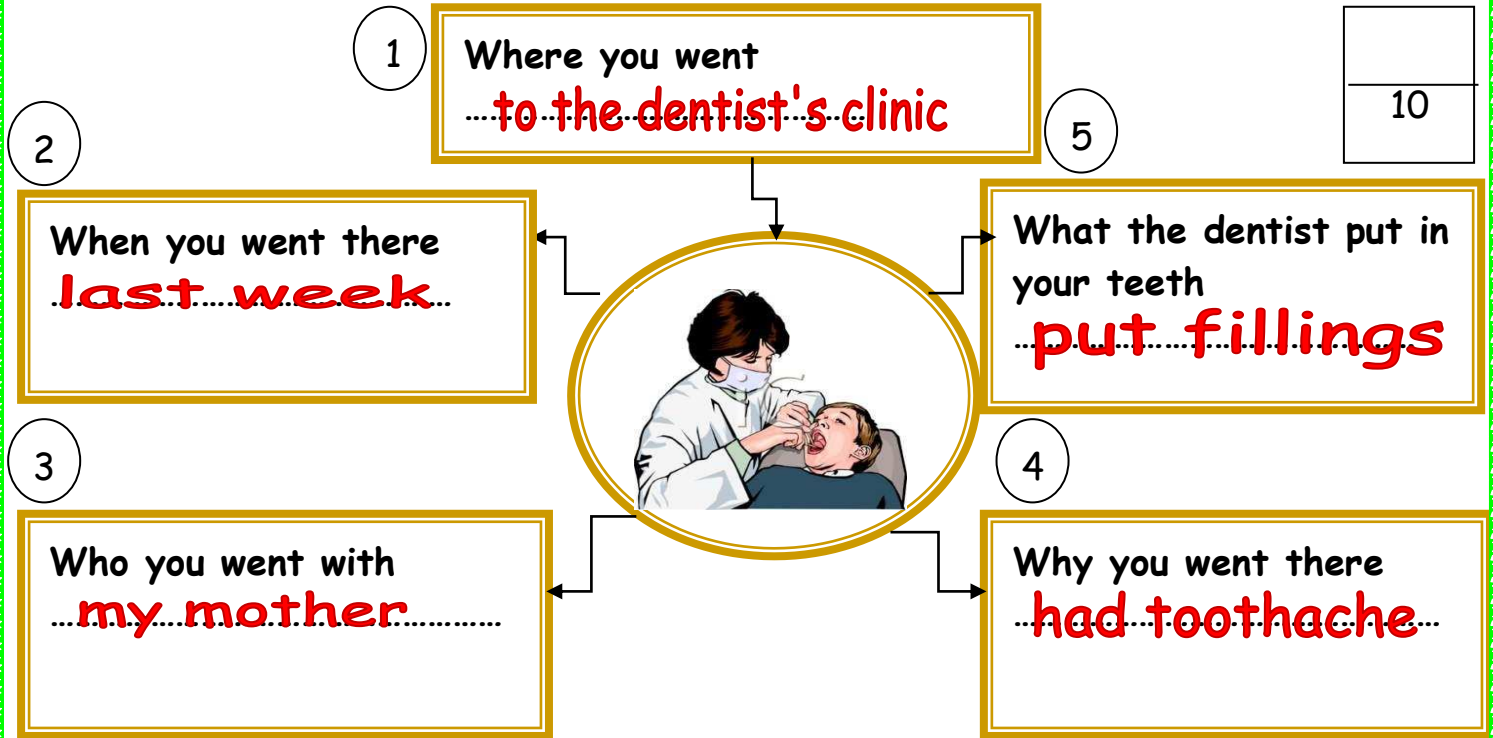 1
Where you went
to the dentist's clinic
10
2
When you went there
last week
3
Who you went with
my mother
4
Why you went there
had toothache
5
What the dentist put in
your teeth
put fillings